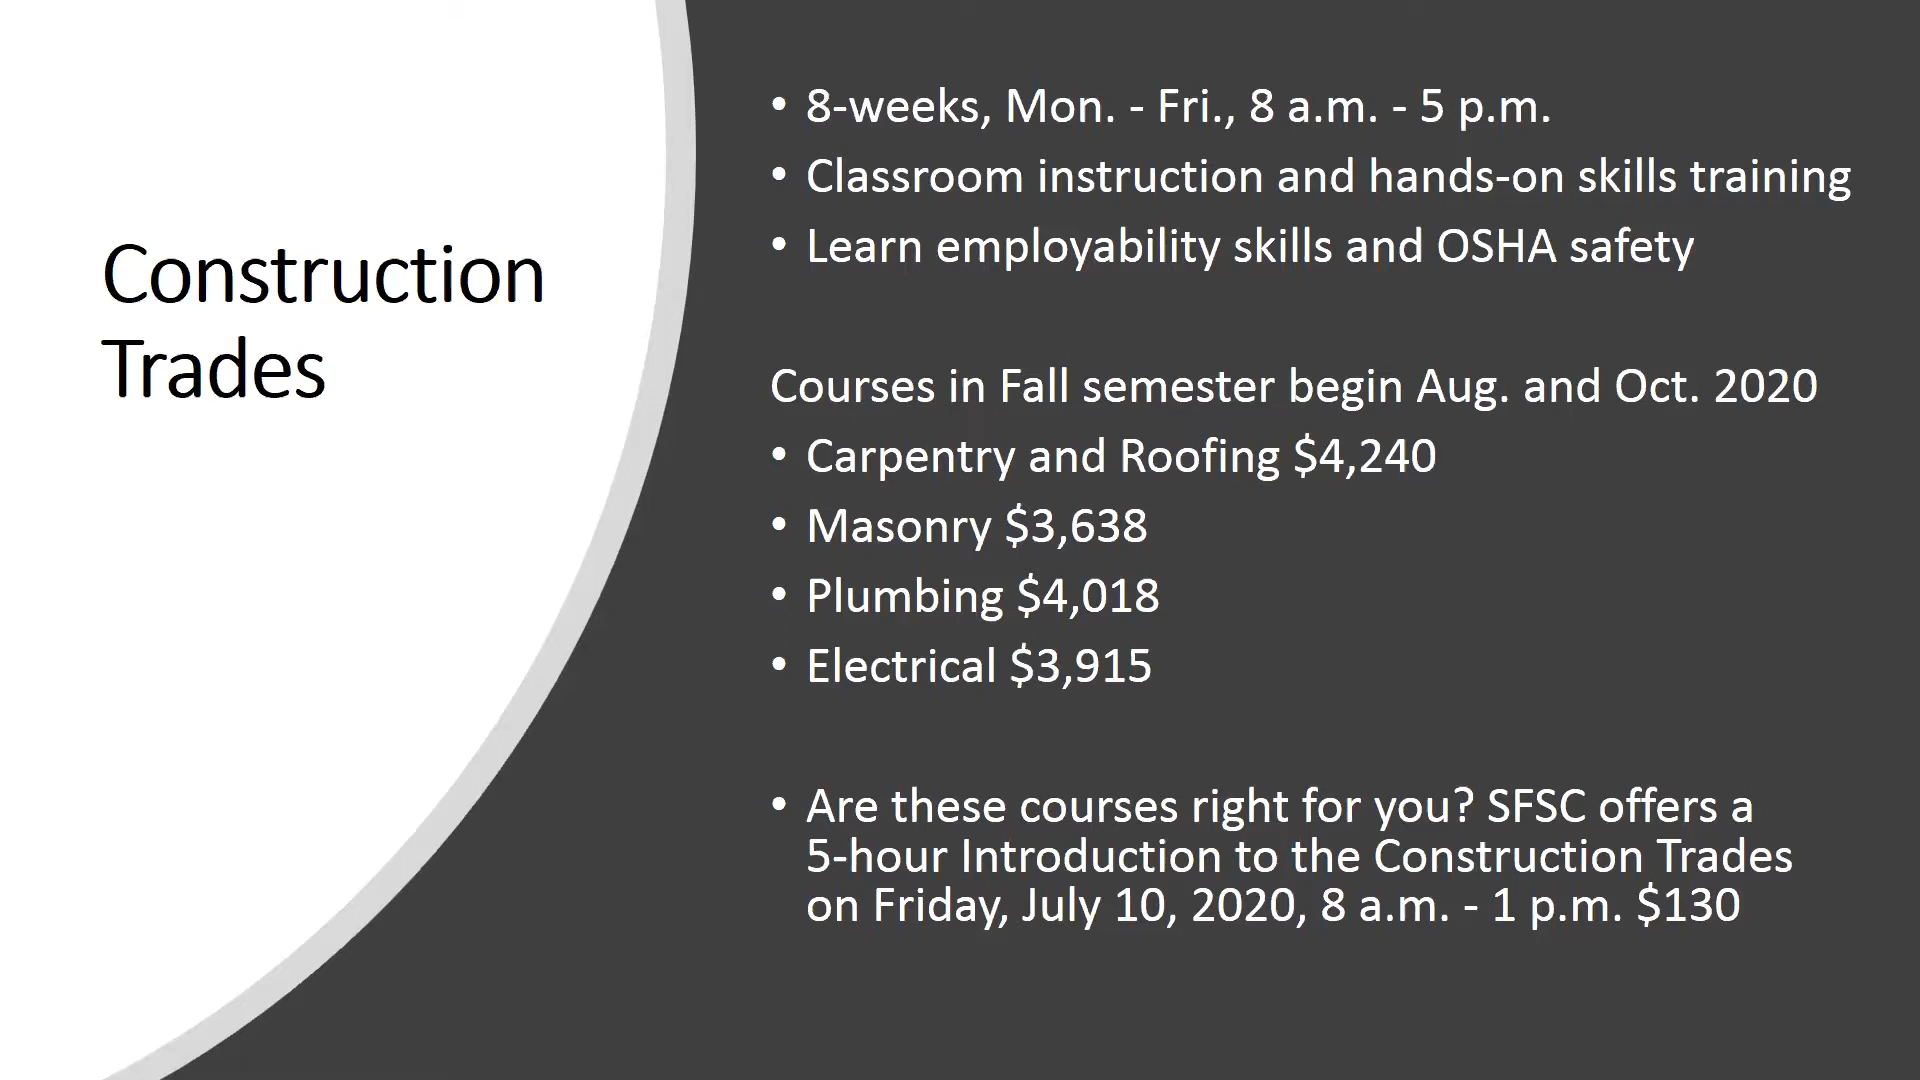 Construction
Trades
• 8-weeks, Mon. - Fri., 8 a.m. - 5 p.m.
• Classroom instruction and hands-on skills training
• Learn employability skills and OSHA safety
Courses in Fall semester begin Aug. and Oct. 2020
• Carpentry and Roofing $4,240
• Masonry $3,638
• Plumbing $4,018
• Electrical $3,915
• Are these courses right for you? SFSC offers a
5-hour Introduction to the Construction Trades
on Friday, July 10, 2020, 8 a.m. - 1 p.m. $130